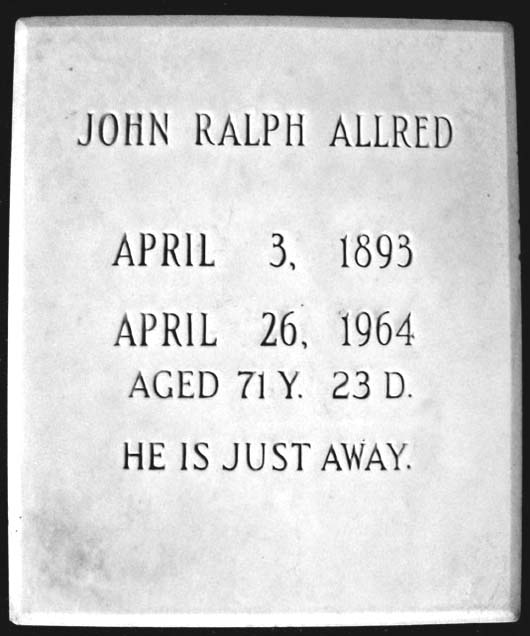 JOHN RALPH ALLRED
APRIL 3, 1893
APRIL 26, 1964
AGED 71 Y. 23 D.
HE IS JUST AWAY.